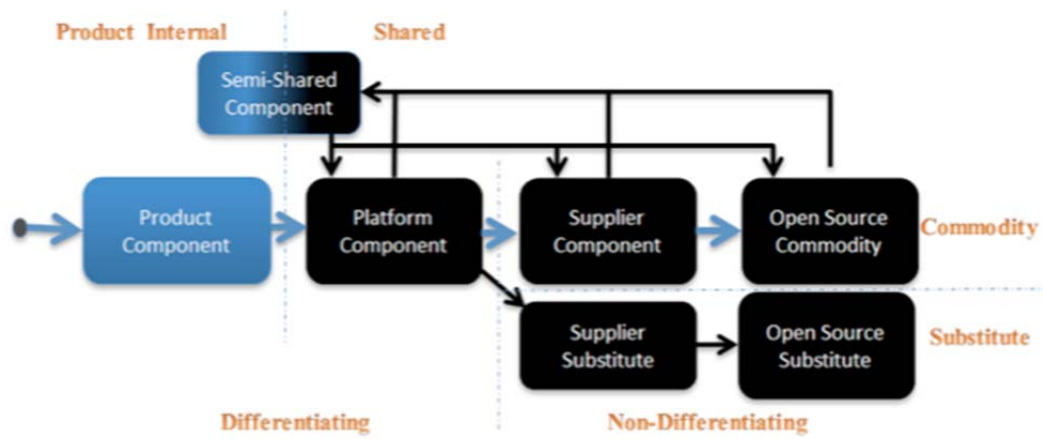 Product Internal
Shared
Semi-Shared
Component
Product
Component
Platform
Component
Supplier
Component
Open Source
Commodity
Commodity
Supplier
Substitute
Open Source
Substitute
Substitute
Differentiating
Non-Differentiating